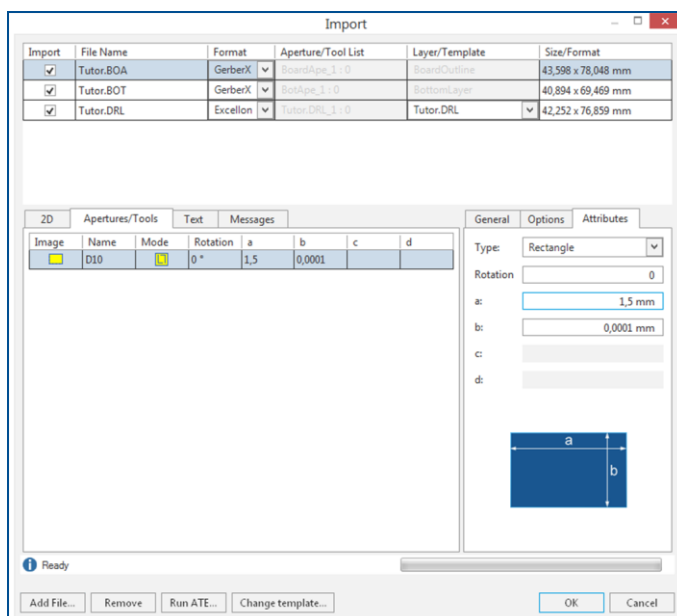 Import
Import File Name Format Aperture/Tool List Layer/Template Size/Format
Tutor.BOA GerberX BoardApe_1 : 0 BoardOutline 43,598 x 78,048 mm
Tutor.BOT GerberX BotApe_1 : 0 BottomLayer 40,894 x 69,469 mm
Tutor.DRL Excellon Tutor.DRL_1 : 0 Tutor.DRL 42,252 x 76,859 mm
2D Apertures/Tools Text Messages
Image Name Mode Rotation a b c d
D10 0 ° 1,5 0,0001
General Options Attributes
Type: Rectangle
Rotation 0
a: 1,5 mm
b: 0,0001 mm
c:
d:
a
b
Ready
Add File... Remove Run ATE... Change template... OK Cancel